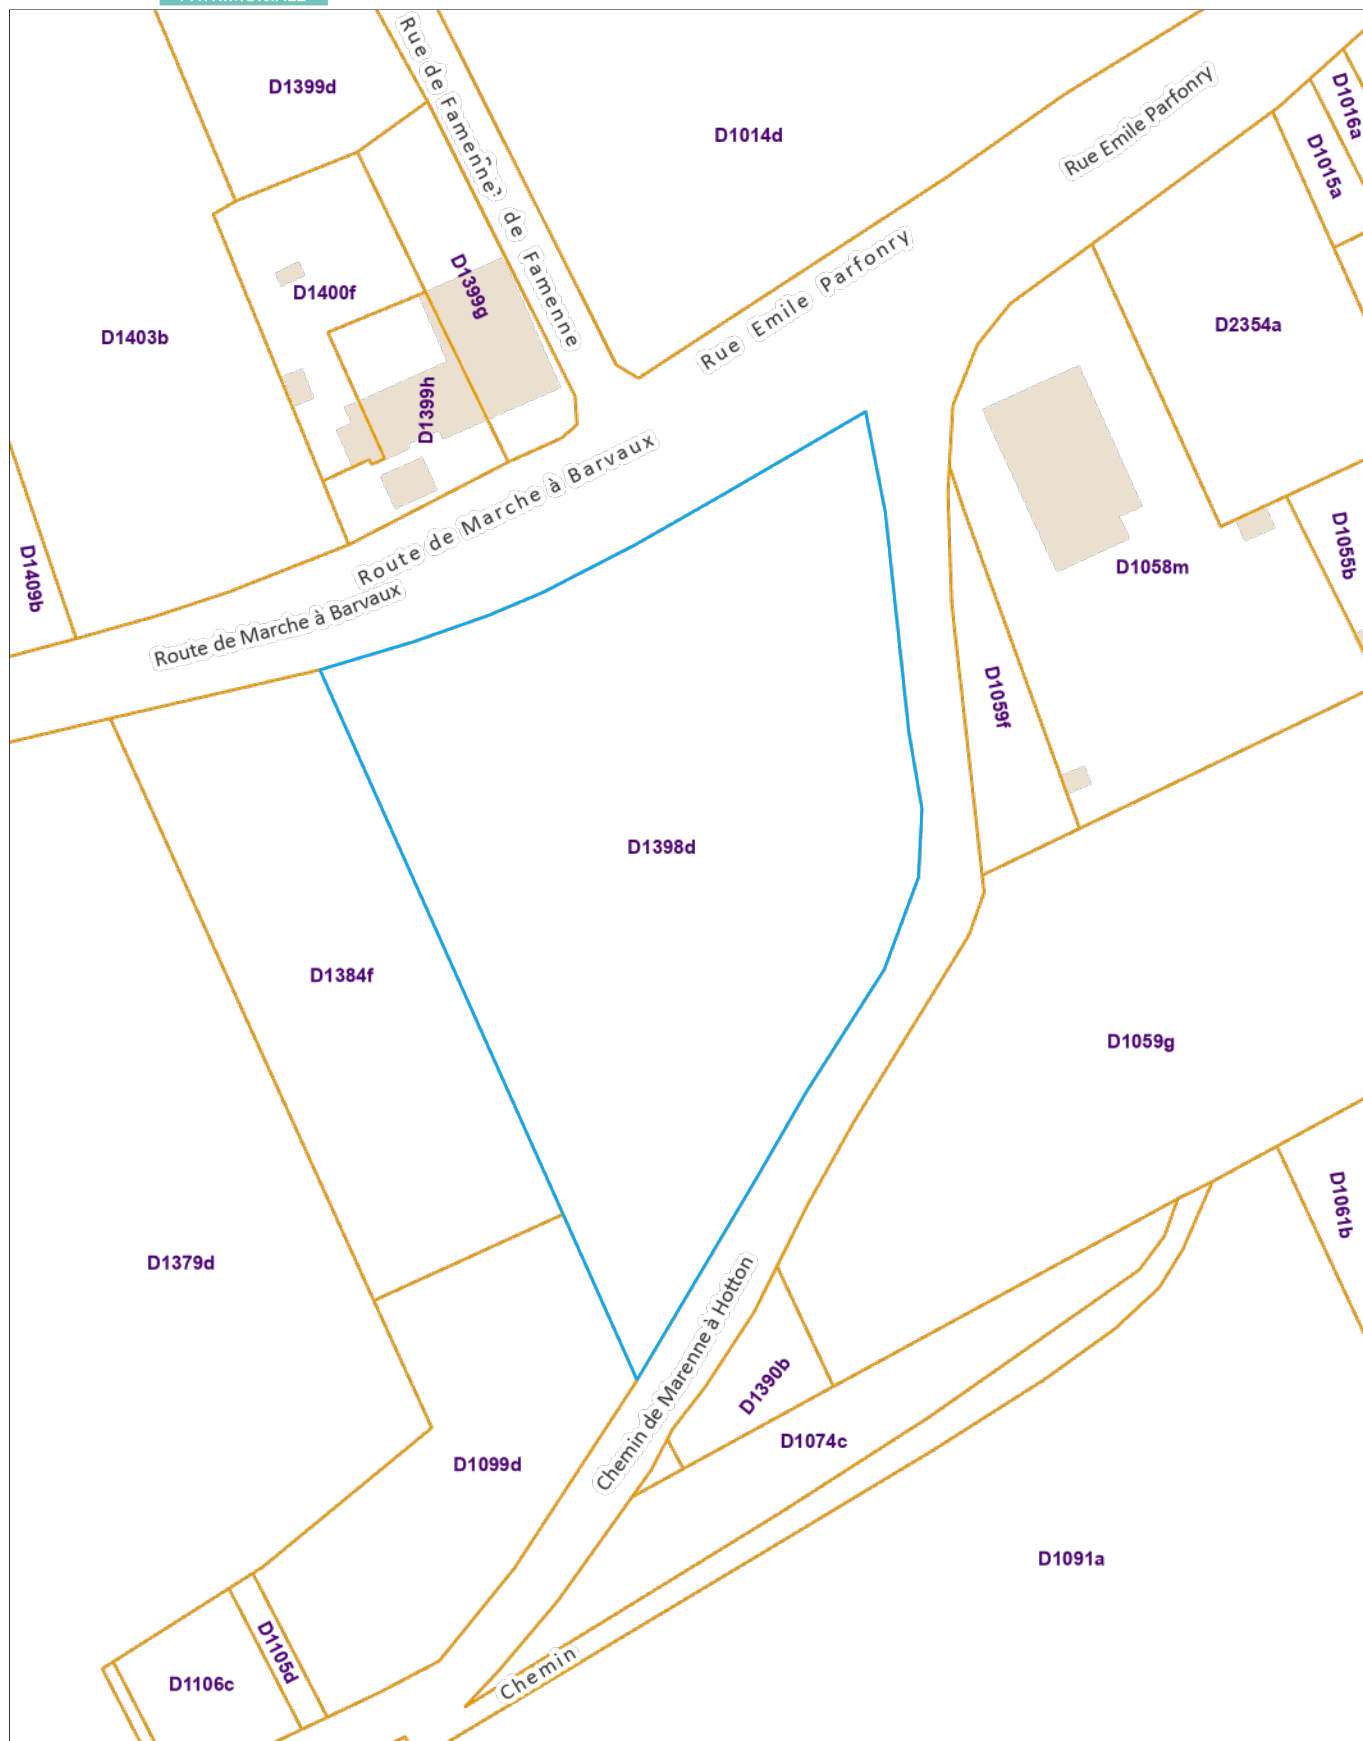 D1399d
Rue de Famenne
D1014d
Rue Emile Parfonry
D1016a
D1015a
de Famenne
Rue Emile Parfonry
D1400f
D1399g
D1403b
D2354a
D1399h
Route de Marche à Barvaux
D1409b
D1055b
D1058m
Route de Marche à Barvaux
D1059f
D1398d
D1384f
D1059g
D1061b
D1379d
Chemin de Marenne à Hotton
D1390b
D1074c
D1099d
D1091a
D1105d
D1106c
Chemin